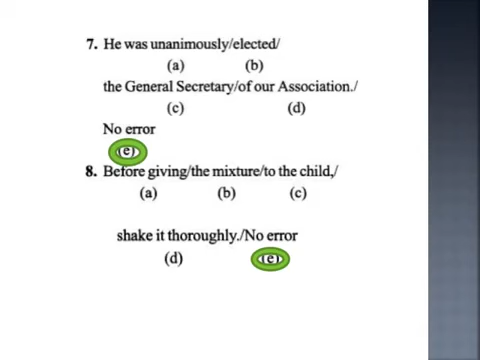 7. He was unanimously/elected/
(a) (b)
the General Secretary/of our Association./
(c) (d)
No error
(e)
8. Before giving/the mixture/to the child,/
(a) (b) (c)
shake it thoroughly./No error
(d) (e)